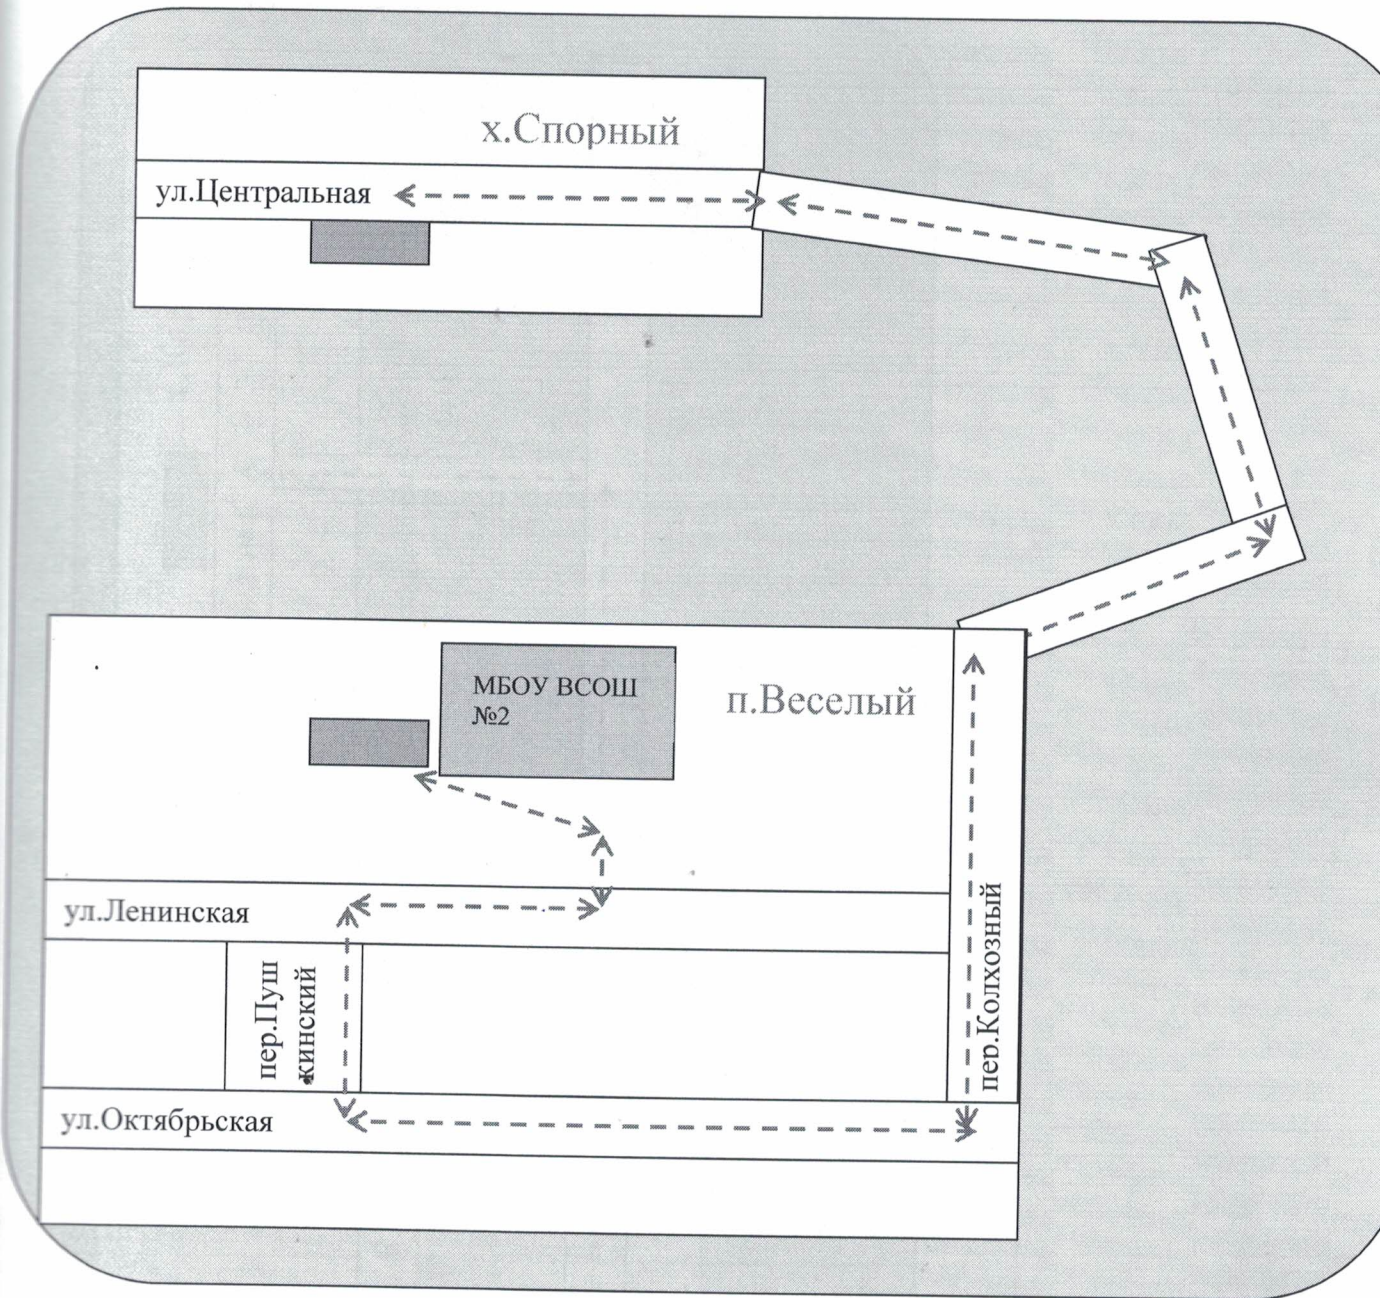 х.Спорный
ул.Центральная
МБОУ ВСОШ
№2
п.Веселый
ул.Ленинская
пер.Пуш
кинский
пер.Колхозный
ул.Октябрьская